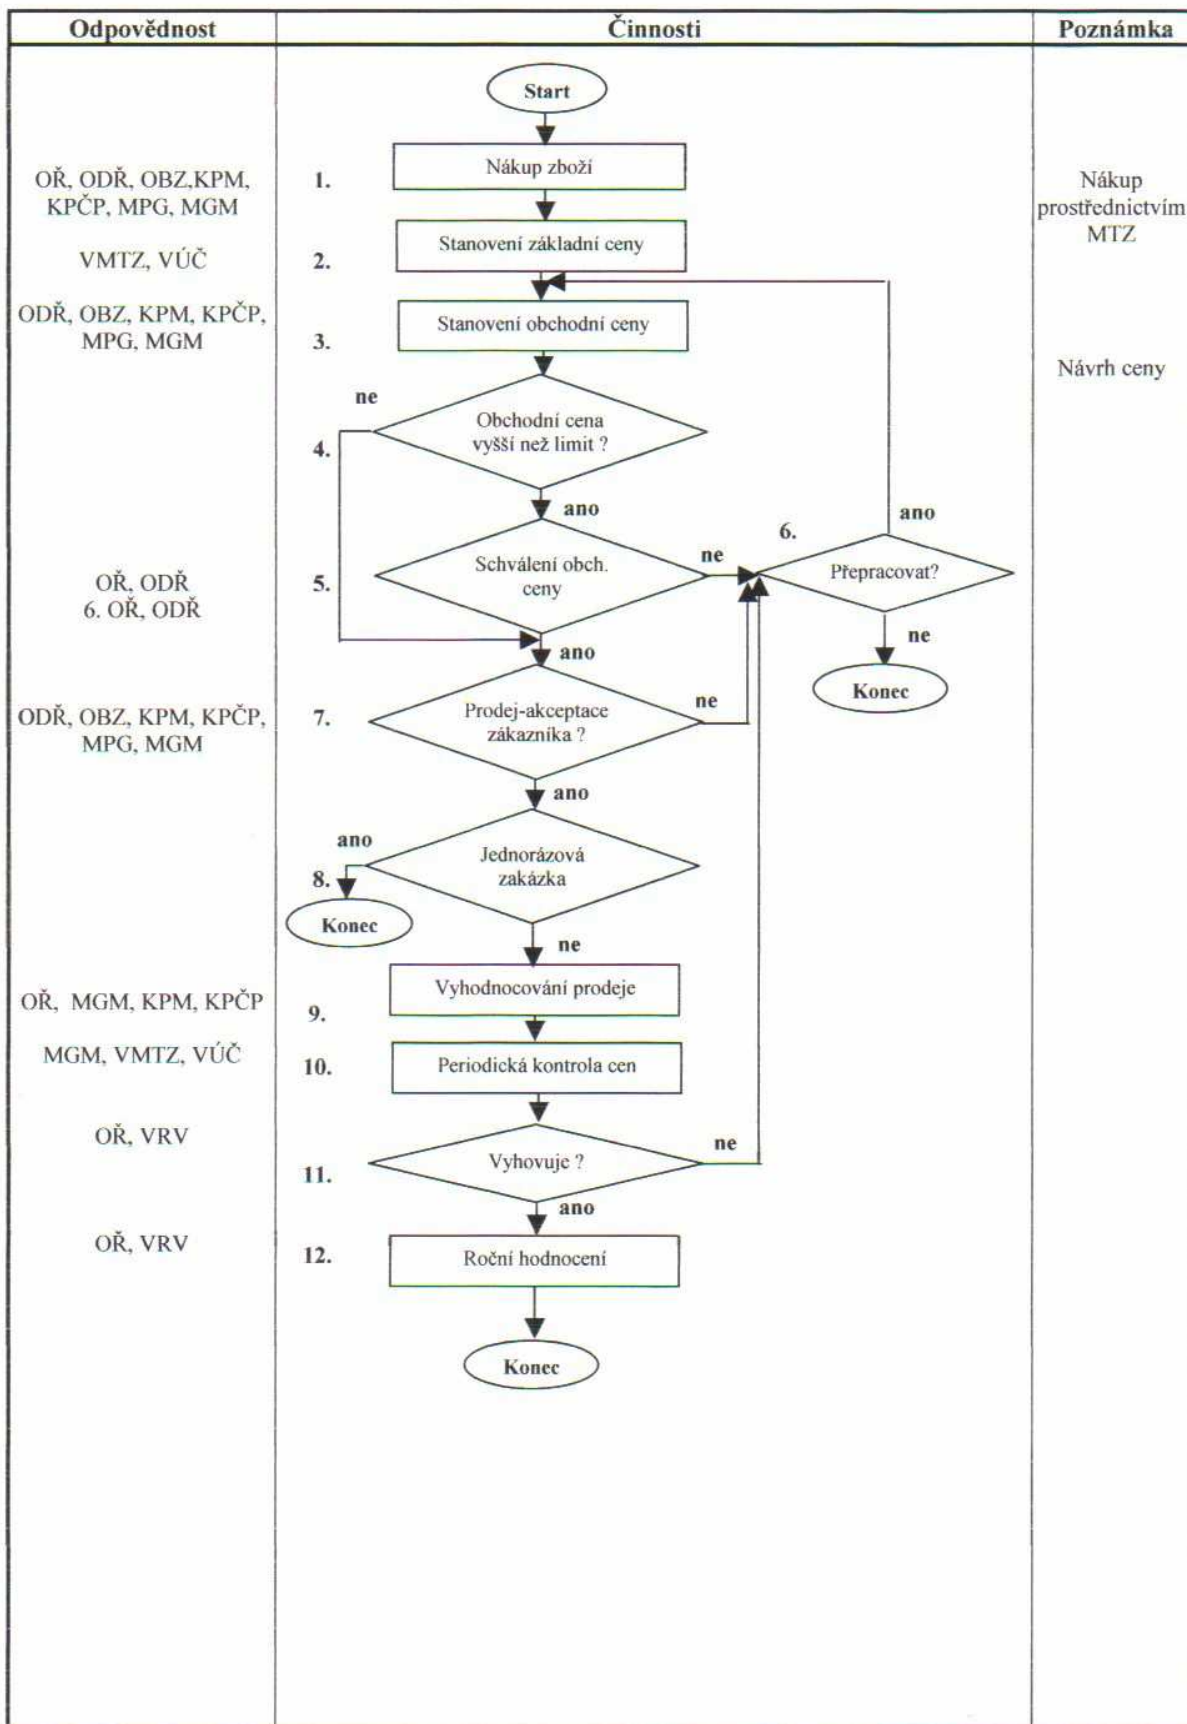 Odpovědnost
Činnosti
Poznámka
Start
OŘ, ODŘ, OBZ,KPM,
KPČP, MPG, MGM
1.
Nákup zboží
Nákup
prostřednictvím
MTZ
VMTZ, VÚČ
2.
Stanovení základní ceny
ODŘ, OBZ, KPM, KPČP,
MPG, MGM
3.
Stanovení obchodní ceny
Návrh ceny
ne
4.
Obchodní cena
vyšší než limit ?
ano
OŘ, ODŘ
6. OŘ, ODŘ
5.
Schválení obch.
ceny
ne
6.
ano
Přepracovat?
ne
Konec
ano
ODŘ, OBZ, KPM, KPČP,
MPG, MGM
7.
Prodej-akceptace
zákazníka ?
ne
ano
ano
8.
Jednorázová
zakázka
Konec
ne
OŘ, MGM, KPM, KPČP
9.
Vyhodnocování prodeje
MGM, VMTZ, VÚČ
10.
Periodická kontrola cen
OŘ, VRV
11.
Vyhovuje ?
ne
ano
OŘ, VRV
12.
Roční hodnocení
Konec